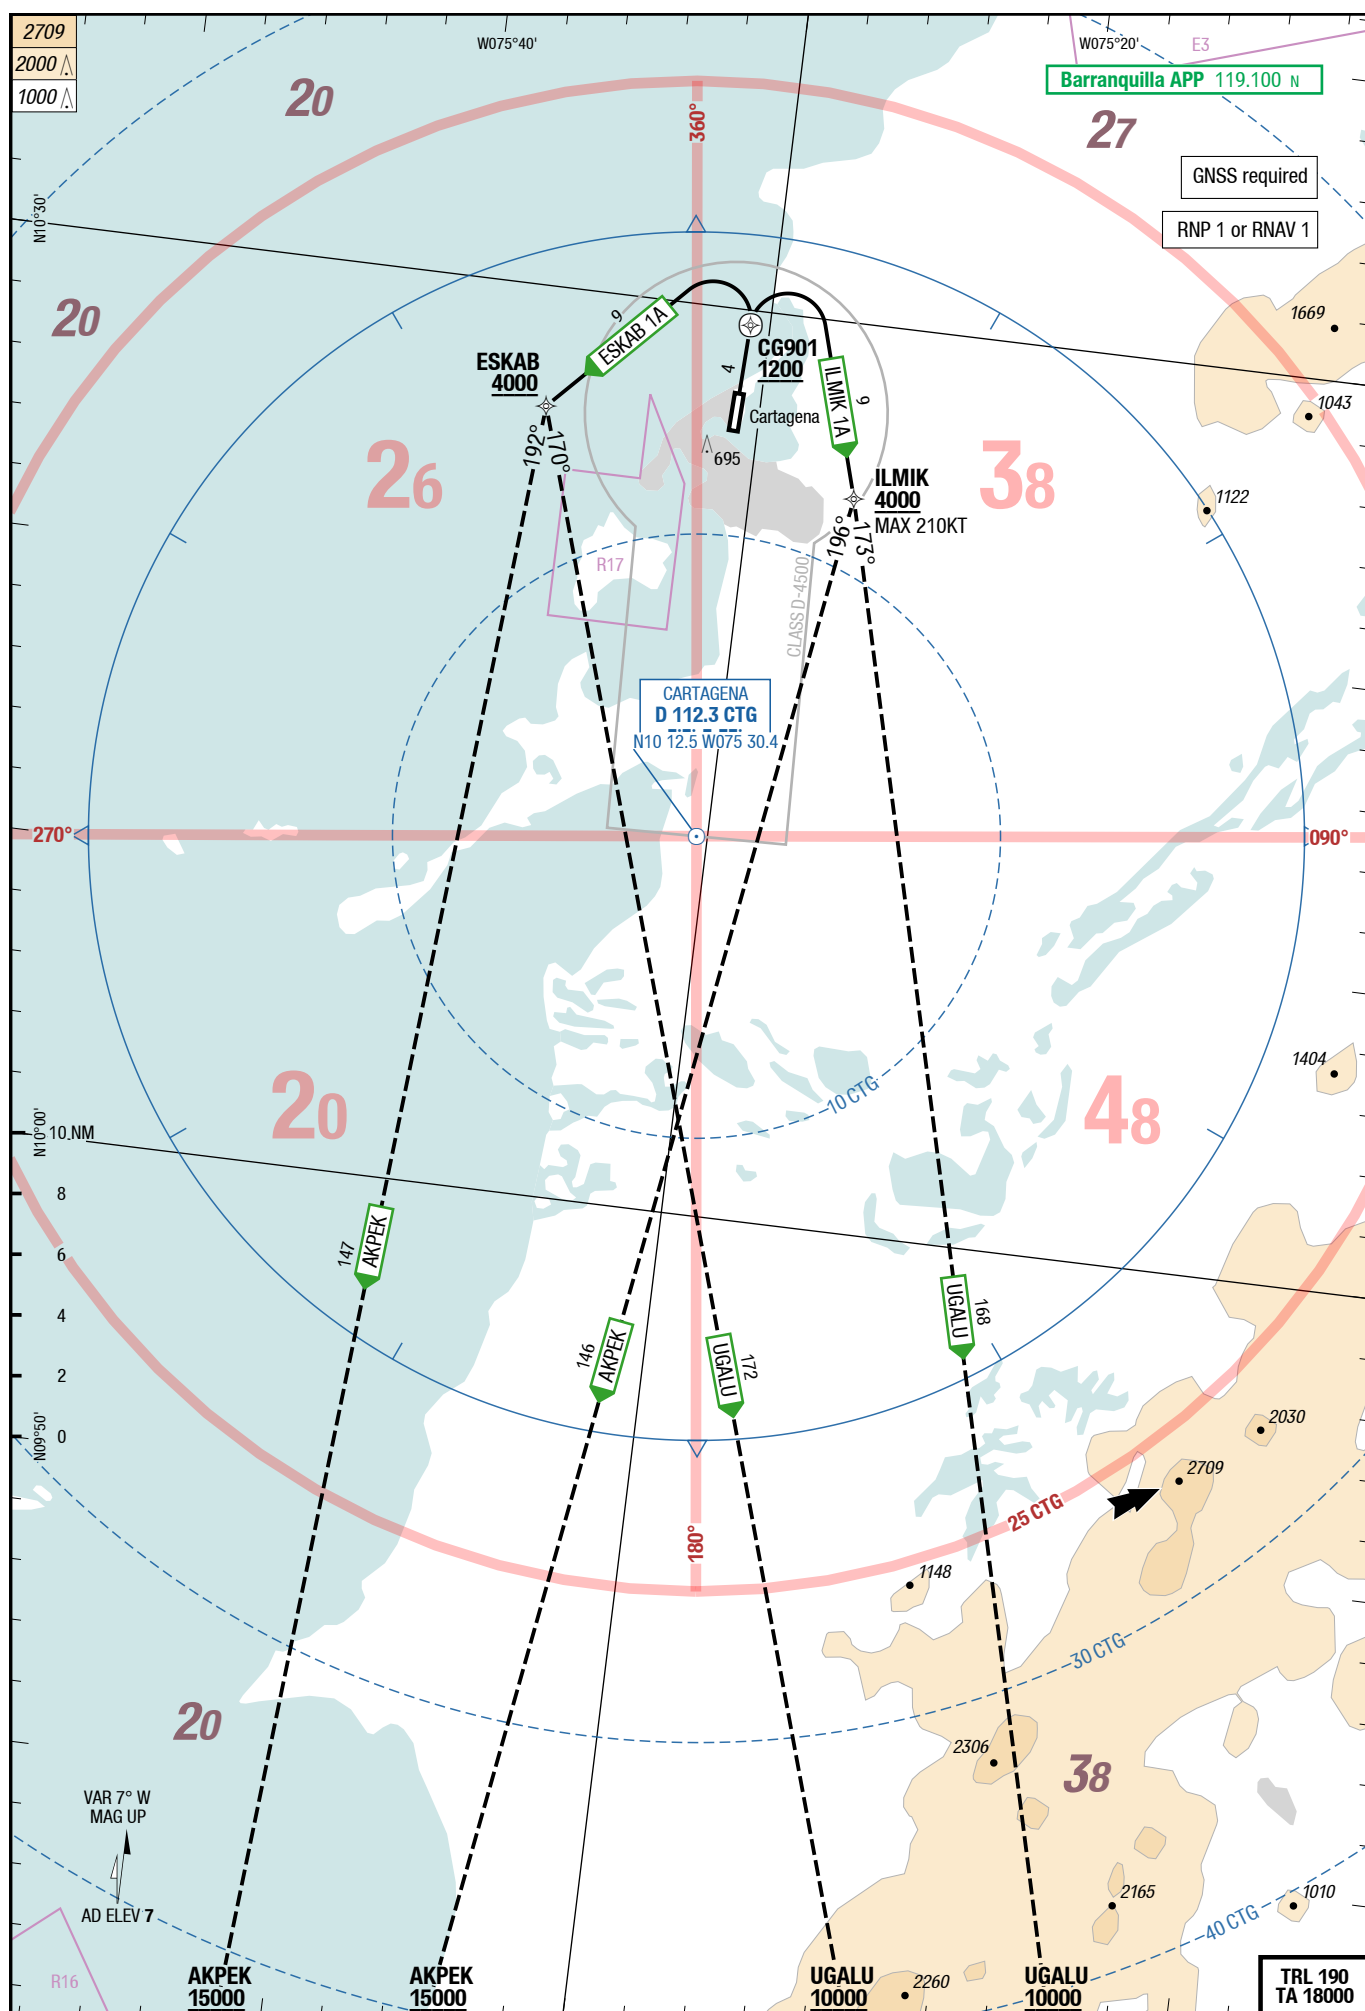 2709
2000
1000
W075°40'
W075°20'
E3
Barranquilla APP 119.100 N
20
27
360°
GNSS required
RNP 1 or RNAV 1
N10°30'
20
1669
9
ESKAB 1A
ESKAB
4000
CG901
1200
4
ILMIK 1A
9
Cartagena
1043
192°
170°
695
26
38
ILMIK
4000
MAX 210KT
1122
196°
173°
R17
CLASS D-4500
CARTAGENA
D 112.3 CTG
N10 12.5 W075 30.4
270°
090°
1404
10 CTG
20
48
N10°00'
10 NM
8
6
4
2
0
147
AKPEK
146
AKPEK
UGALU
172
UGALU
168
N09°50'
2030
2709
25 CTG
180°
1148
30 CTG
20
2306
38
VAR 7° W
MAG UP
AD ELEV 7
2165
1010
40 CTG
R16
AKPEK
15000
AKPEK
15000
UGALU
10000
2260
UGALU
10000
TRL 190
TA 18000